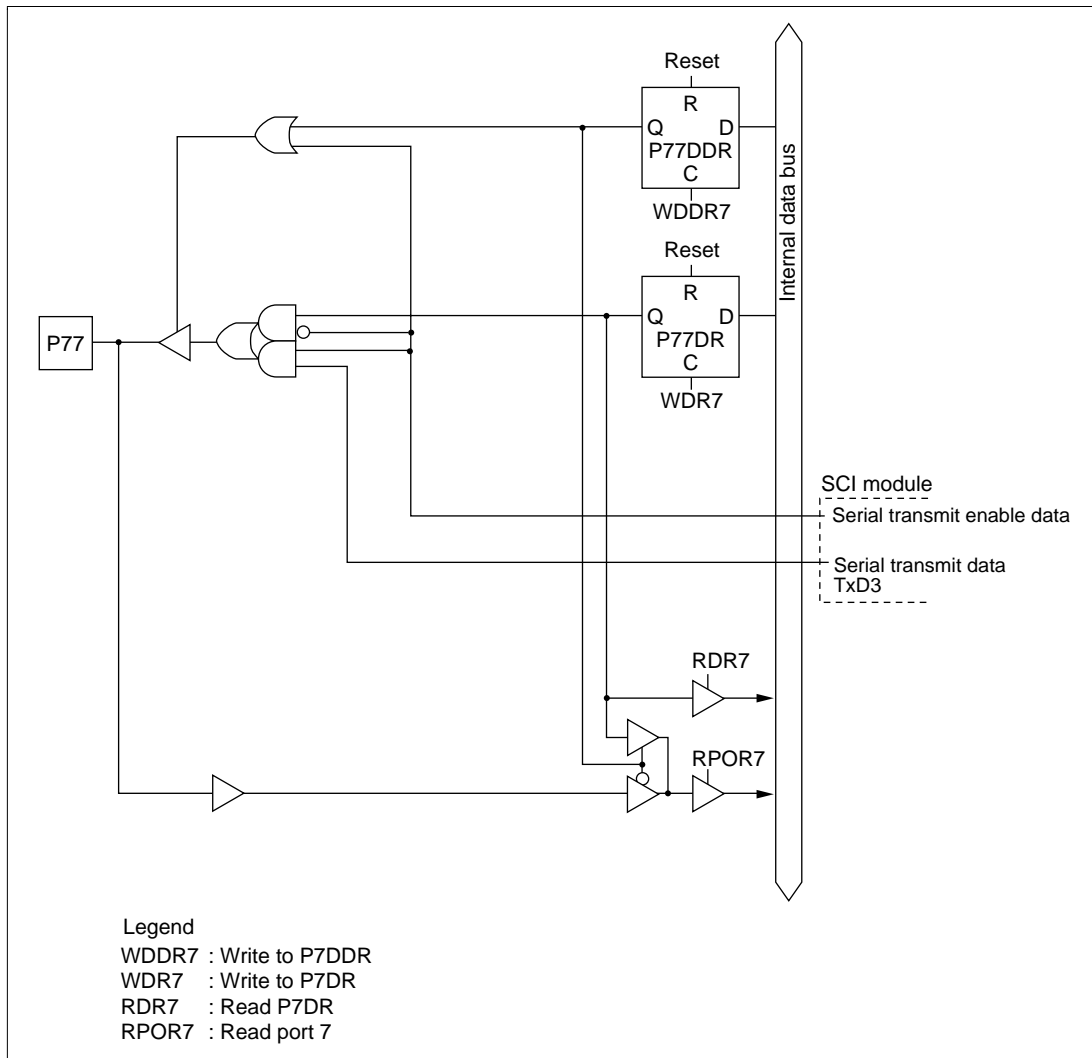 Reset
R
Q D
P77DDR
C
WDDR7
Internal data bus
Reset
R
Q D
P77DR
C
WDR7
P77
SCI module
Serial transmit enable data
Serial transmit data
TxD3
RDR7
RPOR7
Legend
WDDR7 : Write to P7DDR
WDR7 : Write to P7DR
RDR7 : Read P7DR
RPOR7 : Read port 7